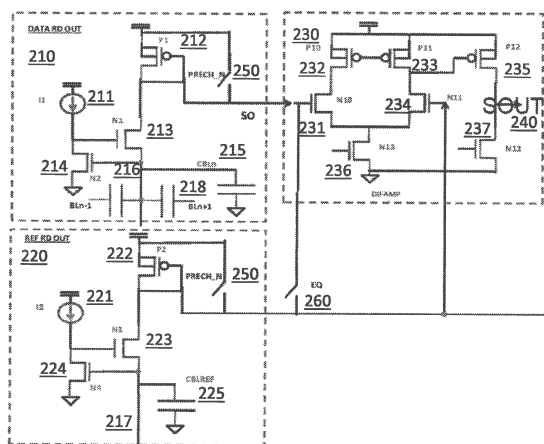 DATA RD OUT
210
P1
212
PRECH_N
250
I1
211
N1
213
214
N2
216
CBLn
215
218
BLn-1
BLn+1
SO
230
P10
232
P11
233
P12
235
N10
231
234
N11
SOUT
240
237
N12
N13
236
DIFAMP
REF RD OUT
220
222
P2
PRECH_N
250
I2
221
N3
223
224
N4
CBLREF
225
217
EQ
260